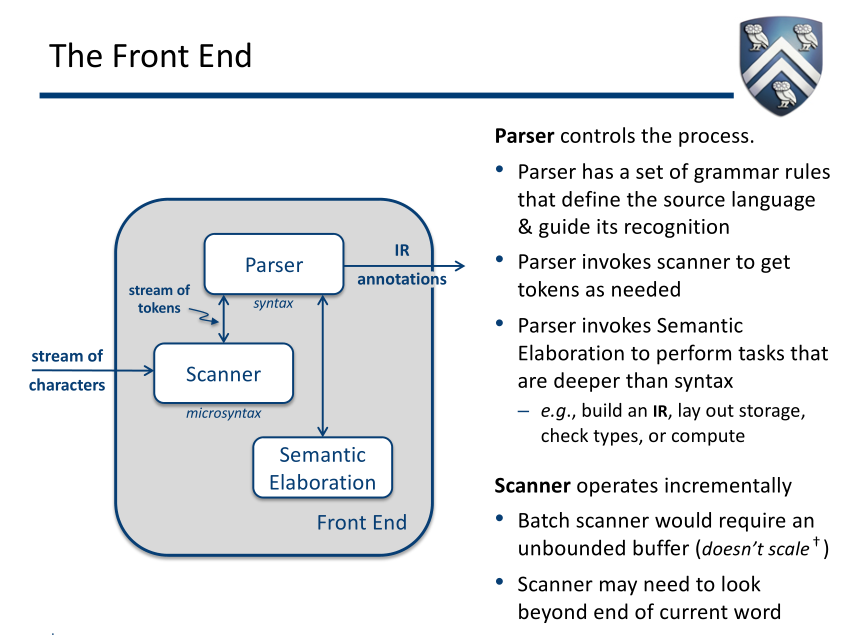 The Front End
Parser controls the process.
• Parser has a set of grammar rules
that define the source language
& guide its recognition
• Parser invokes scanner to get
tokens as needed
• Parser invokes Semantic
Elaboration to perform tasks that
are deeper than syntax
– e.g., build an IR, lay out storage,
check types, or compute
Scanner operates incrementally
• Batch scanner would require an
unbounded buffer (doesn’t scale†)
• Scanner may need to look
beyond end of current word
Parser
syntax
IR
annotations
stream of
tokens
stream of
characters
Scanner
microsyntax
Semantic
Elaboration
Front End